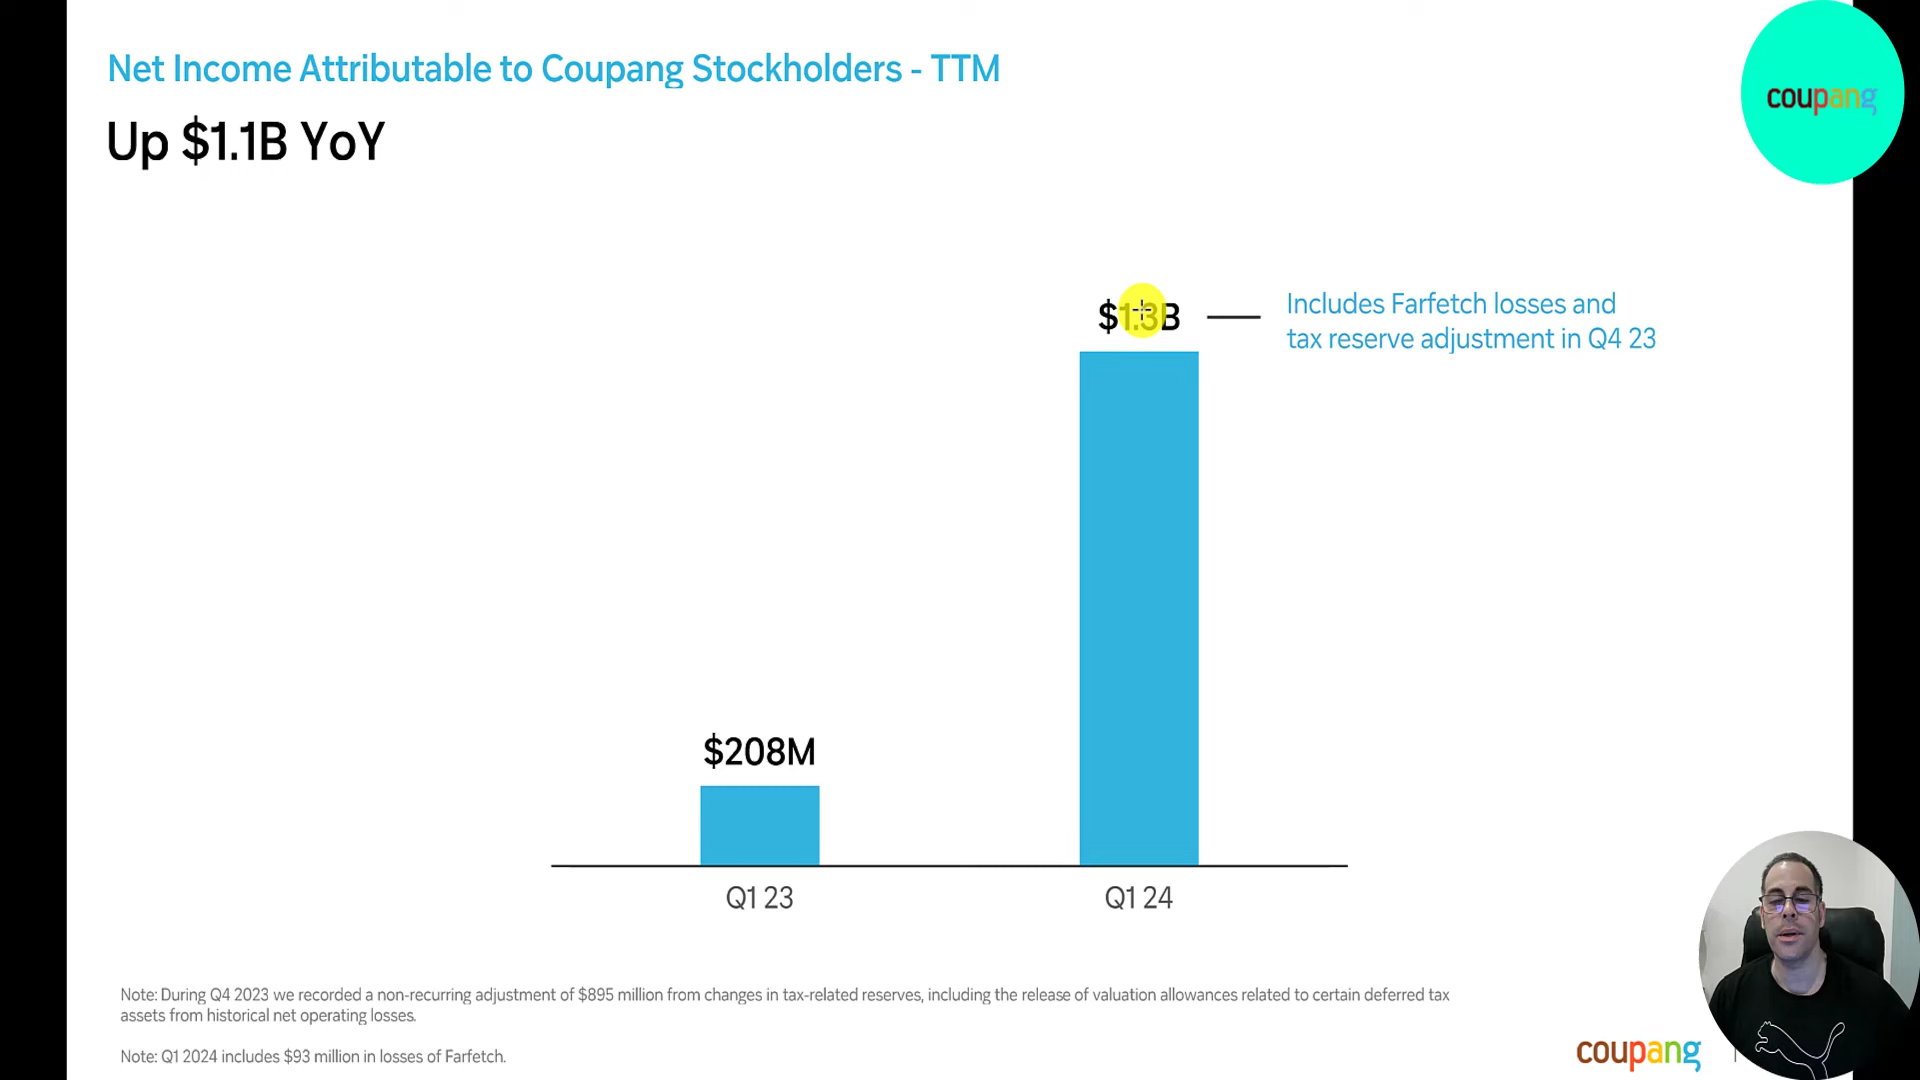 Net Income Attributable to Coupang Stockholders - TTM
coupang
Up $1.1B YoY
$1.3B
Includes Farfetch losses and
tax reserve adjustment in Q4 23
$208M
Q1 23
Q1 24
Note: During Q4 2023 we recorded a non-recurring adjustment of $895 million from changes in tax-related reserves, including the release of valuation allowances related to certain deferred tax
assets from historical net operating losses.
Note: Q1 2024 includes $93 million in losses of Farfetch.
coupang